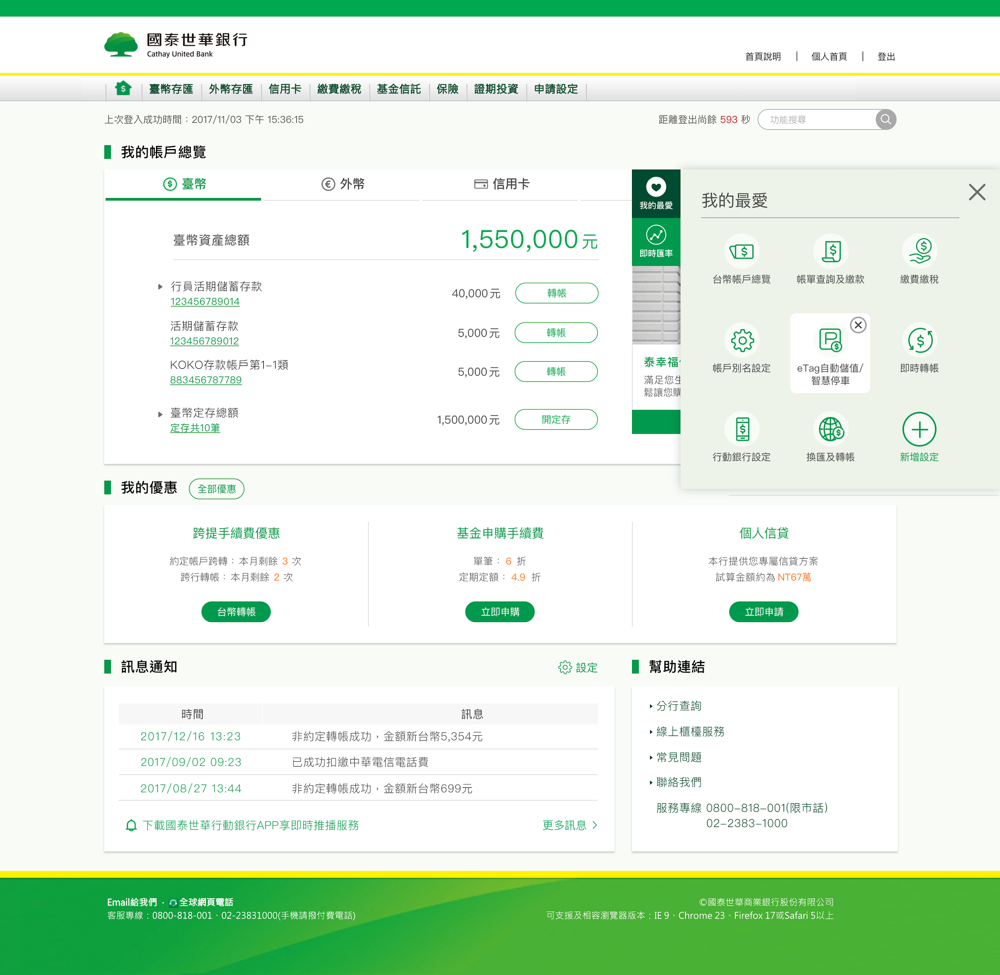 國泰世華銀行
Cathay United Bank
首頁說明 | 個人首頁 | 登出
臺幣存匯 外幣存匯 信用卡 繳費繳稅 基金信託 保險 證期投資 申請設定
上次登入成功時間：2017/11/03 下午 15:36:15
距離登出尚餘 593 秒
功能搜尋
我的帳戶總覽
臺幣
外幣
信用卡
臺幣資產總額
1,550,000 元
行員活期儲蓄存款
123456789014
40,000元
轉帳
活期儲蓄存款
123456789012
5,000元
轉帳
KOKO存款帳戶第1-1類
883456787789
5,000元
轉帳
臺幣定存總額
定存共10筆
1,500,000元
開定存
我的最愛
即時匯率
泰幸福
滿足您生
鬆讓您購
我的最愛
台幣帳戶總覽
帳單查詢及繳款
繳費繳稅
帳戶別名設定
eTag自動儲值/
智慧停車
即時轉帳
行動銀行設定
換匯及轉帳
新增設定
我的優惠
全部優惠
跨提手續費優惠
約定帳戶跨轉：本月剩餘 3 次
跨行轉帳：本月剩餘 2 次
台幣轉帳
基金申購手續費
單筆： 6 折
定期定額： 4.9 折
立即申購
個人信貸
本行提供您專屬信貸方案
試算金額約為 NT67萬
立即申請
訊息通知
設定
時間 訊息
2017/12/16 13:23 非約定轉帳成功，金額新台幣5,354元
2017/09/02 09:23 已成功扣繳中華電信電話費
2017/08/27 13:44 非約定轉帳成功，金額新台幣699元
下載國泰世華行動銀行APP享即時推播服務
更多訊息
幫助連結
分行查詢
線上櫃檯服務
常見問題
聯絡我們
服務專線 0800-818-001(限市話)
02-2383-1000
Email給我們 · 全球網頁電話
客服專線：0800-818-001、02-23831000(手機請撥付費電話)
©國泰世華商業銀行股份有限公司
可支援及相容瀏覽器版本：IE 9、Chrome 23、Firefox 17或Safari 5以上